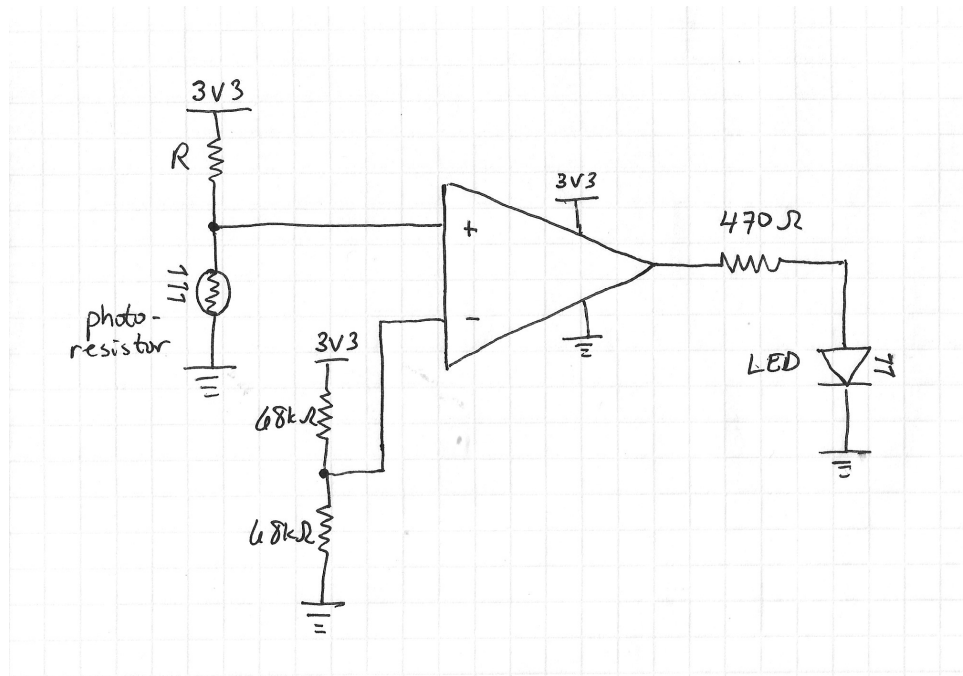 3V3
R
photo-
resistor
3V3
68kΩ
68kΩ
+
-
3V3
470Ω
LED